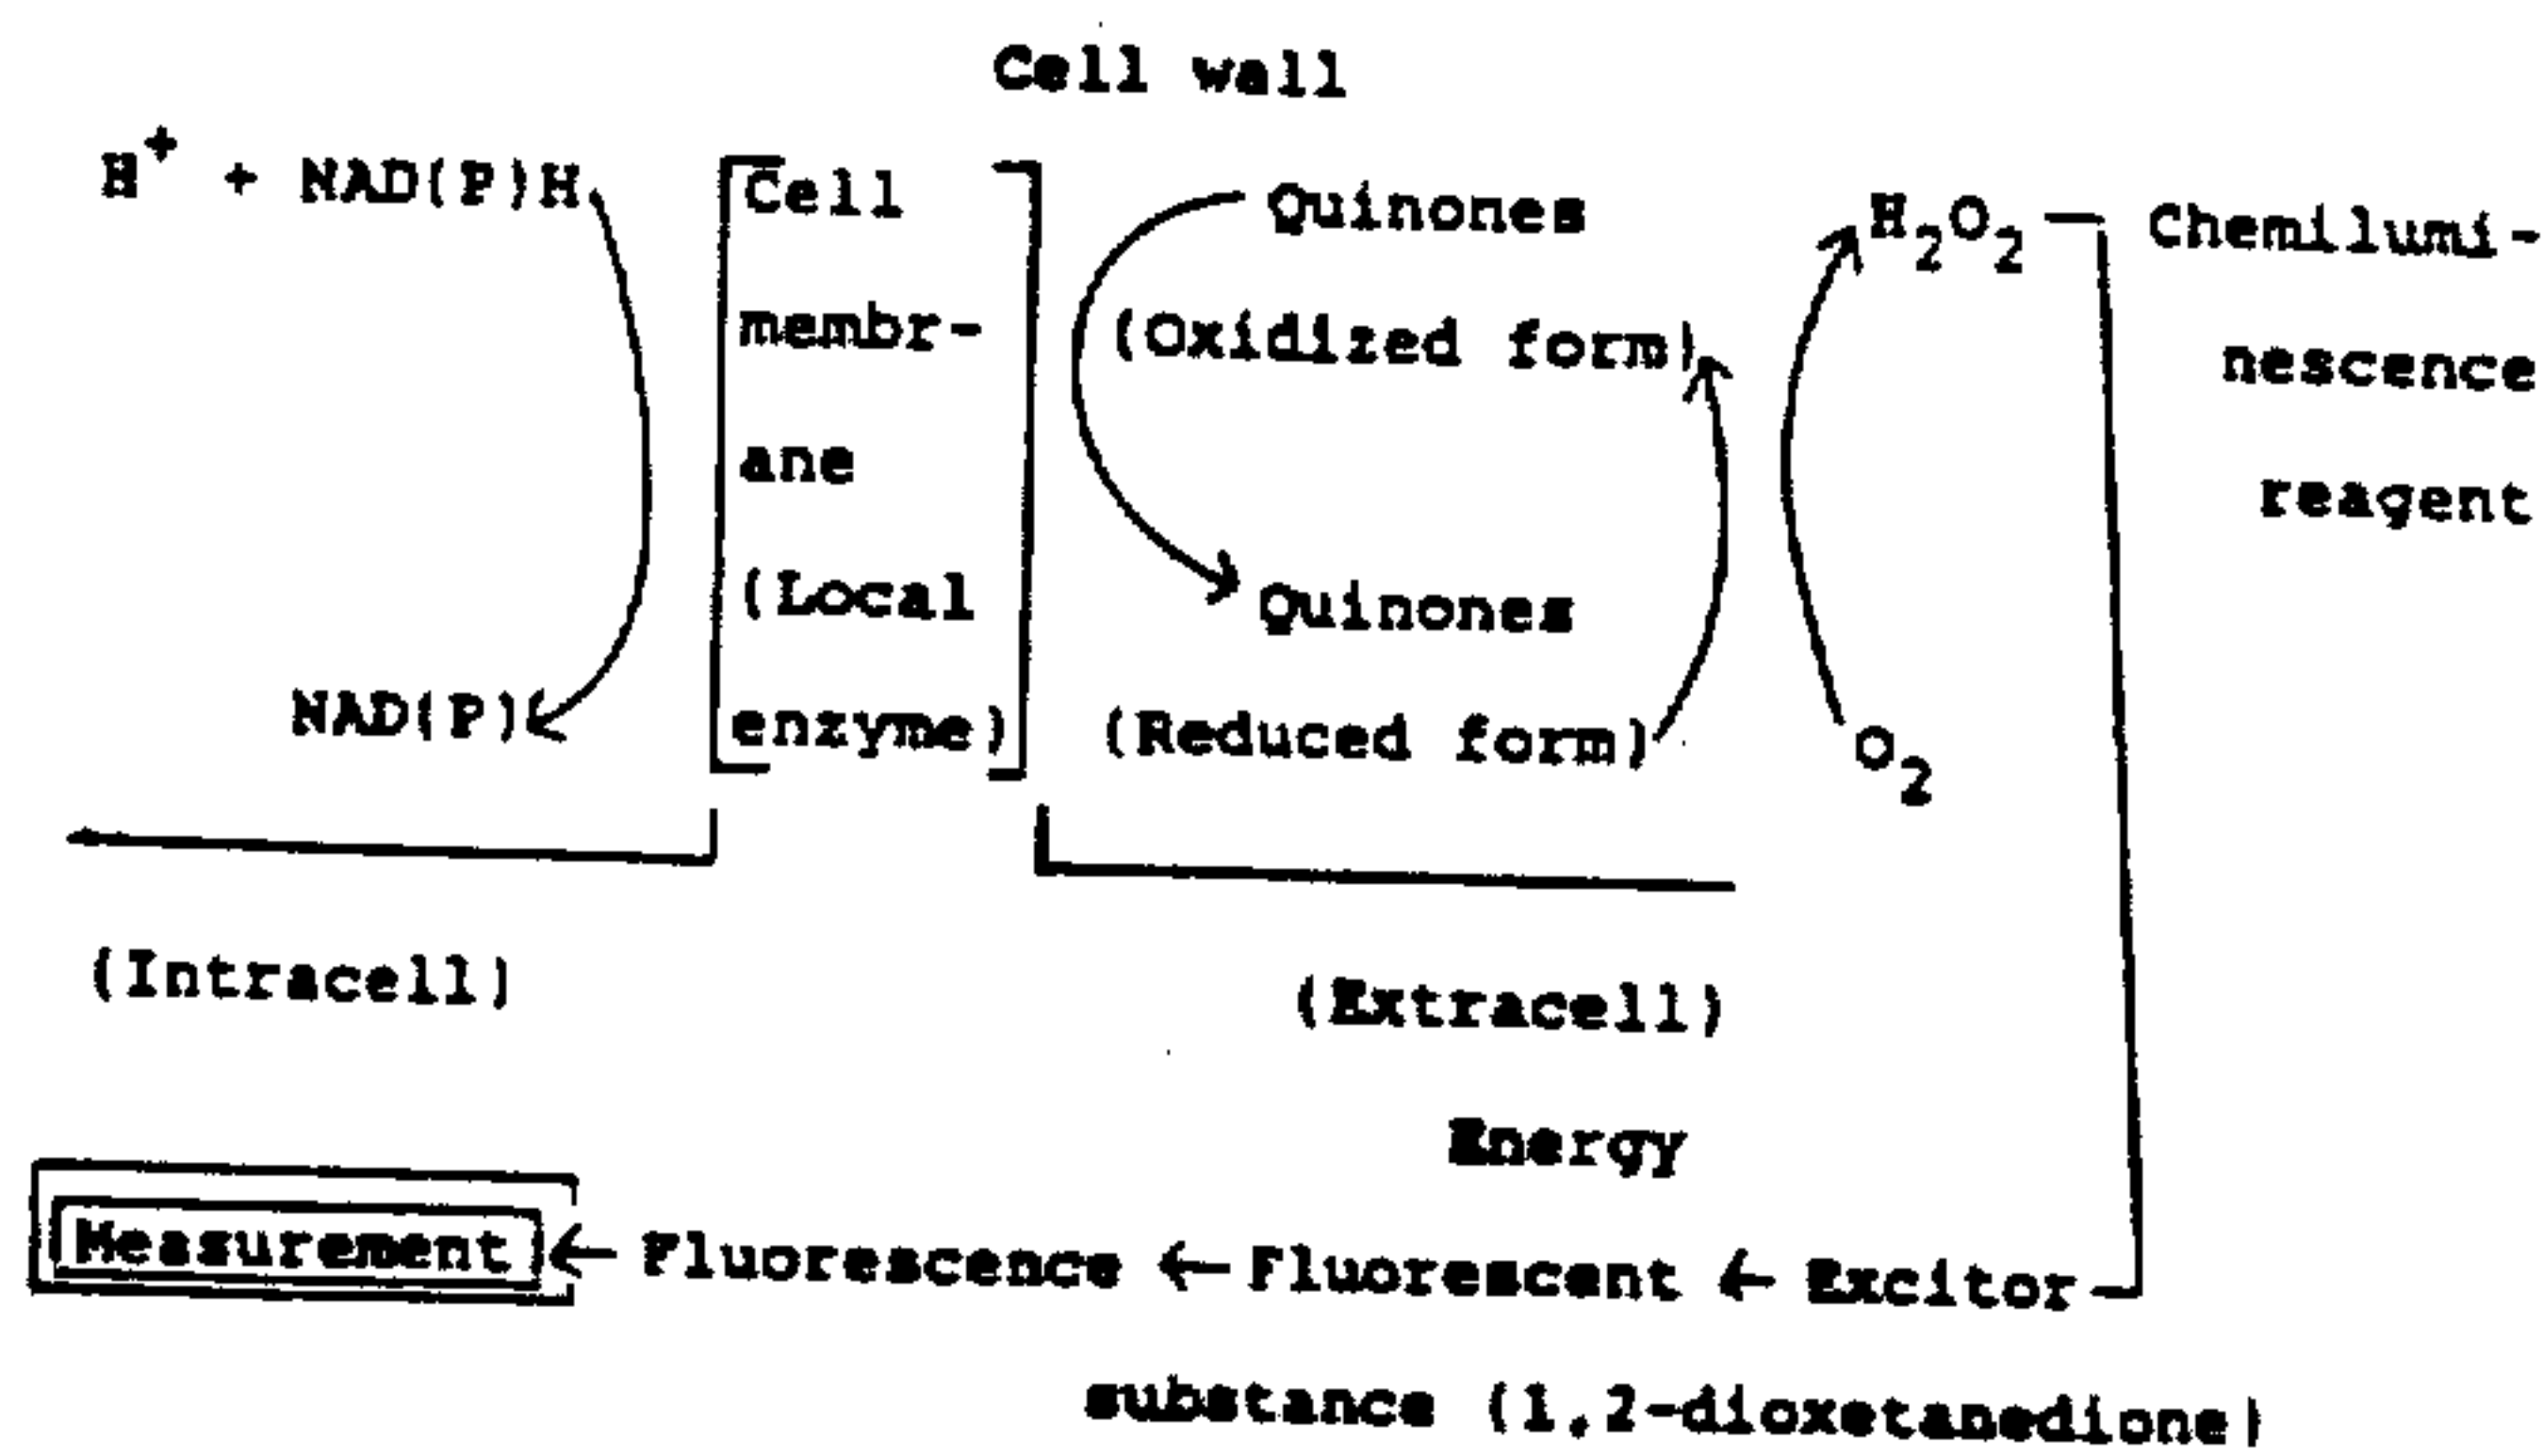 Cell wall
H+ + NAD(P)H
Cell
membr-
ane
(Local
enzyme)
Quinones
(Oxidized form)
Quinones
(Reduced form)
H2O2
O2
Chemilumi-
nescence
reagent
NAD(P)
(Intracell)
(Extracell)
Energy
Measurement ← Fluorescence ← Fluorescent ← Excitor
substance (1,2-dioxetanedione)